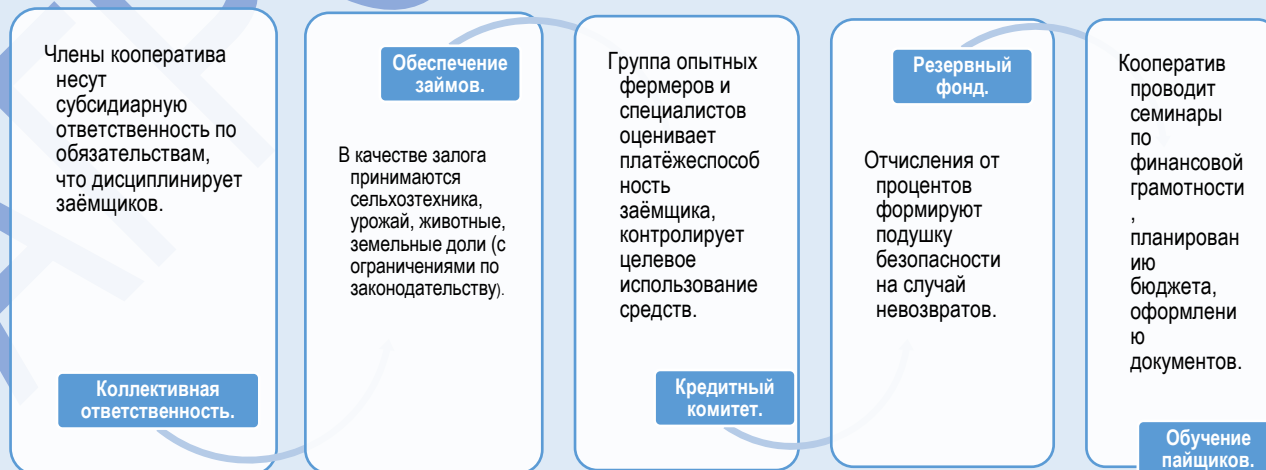 Члены кооператива
несут
субсидиарную
ответственность по
обязательствам,
что дисциплинирует
заёмщиков.
Коллективная
ответственность.
Обеспечение
займов.
В качестве залога
принимаются
сельхозтехника,
урожай, животные,
земельные доли (с
ограничениями по
законодательству).
Группа опытных
фермеров и
специалистов
оценивает
платёжеспособ
ность
заёмщика,
контролирует
целевое
использование
средств.
Кредитный
комитет.
Резервный
фонд.
Отчисления от
процентов
формируют
подушку
безопасности
на случай
невозвратов.
Кооператив
проводит
семинары
по
финансовой
грамотности
,
планирован
ию
бюджета,
оформлени
ю
документов.
Обучение
пайщиков.